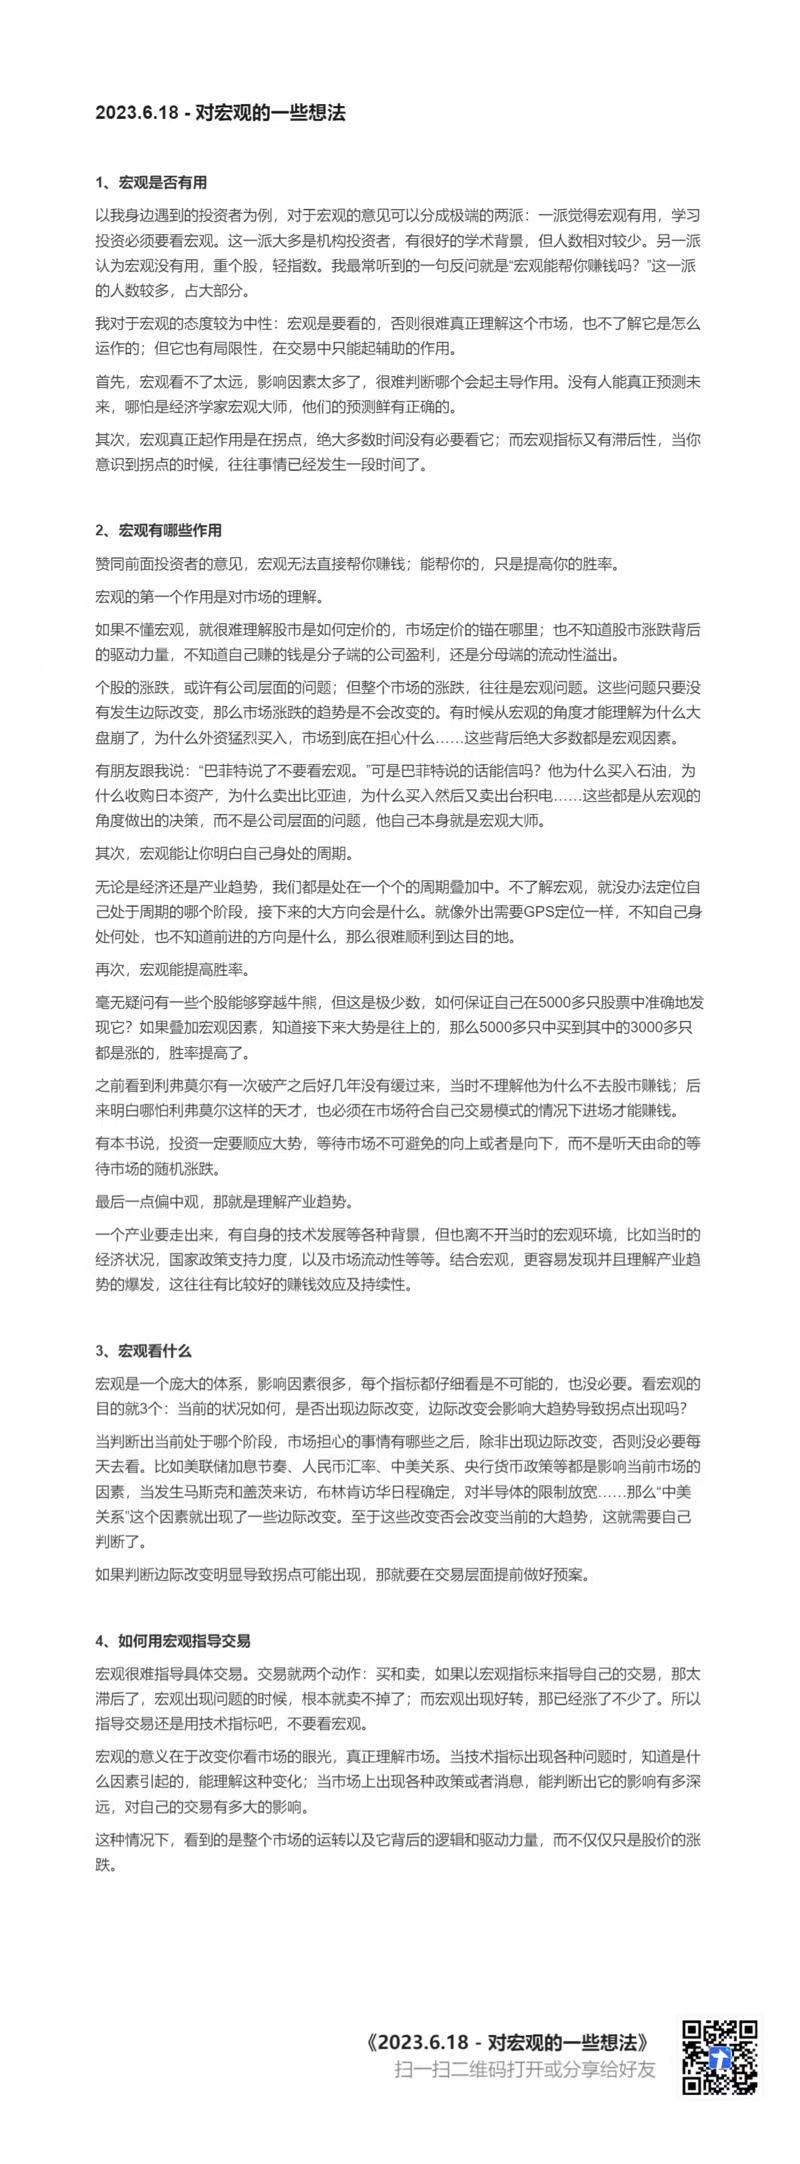 2023.6.18 - 对宏观的一些想法
1、宏观是否有用
以我身边遇到的投资者为例，对于宏观的意见可以分成极端的两派：一派觉得宏观有用，学习
投资必须要看宏观。这一派大多是机构投资者，有很好的学术背景，但人数相对较少。另一派
认为宏观没有用，重个股，轻指数。我最常听到的一句反问就是“宏观能帮你赚钱吗？”这一派
的人数较多，占大部分。
我对于宏观的态度较为中性：宏观是要看的，否则很难真正理解这个市场，也不了解它是怎么
运作的；但它也有局限性，在交易中只能起辅助的作用。
首先，宏观看不了太远，影响因素太多了，很难判断哪个会起主导作用。没有人能真正预测未
来，哪怕是经济学家宏观大师，他们的预测鲜有正确的。
其次，宏观真正起作用是在拐点，绝大多数时间没有必要看它；而宏观指标又有滞后性，当你
意识到拐点的时候，往往事情已经发生一段时间了。
2、宏观有哪些作用
赞同前面投资者的意见，宏观无法直接帮你赚钱；能帮你的，只是提高你的胜率。
宏观的第一个作用是对市场的理解。
如果不懂宏观，就很难理解股市是如何定价的，市场定价的锚在哪里；也不知道股市涨跌背后
的驱动力量，不知道自己赚的钱是分子端的公司盈利，还是分母端的流动性溢出。
个股的涨跌，或许有公司层面的问题；但整个市场的涨跌，往往是宏观问题。这些问题只要没
有发生边际改变，那么市场涨跌的趋势是不会改变的。有时候从宏观的角度才能理解为什么大
盘崩了，为什么外资猛烈买入，市场到底在担心什么……这些背后绝大多数都是宏观因素。
有朋友跟我说：“巴菲特说了不要看宏观。”可是巴菲特说的话能信吗？他为什么买入石油，为
什么收购日本资产，为什么卖出比亚迪，为什么买入然后又卖出台积电……这些都是从宏观的
角度做出的决策，而不是公司层面的问题，他自己本身就是宏观大师。
其次，宏观能让你明白自己身处的周期。
无论是经济还是产业趋势，我们都是处在一个个的周期叠加中。不了解宏观，就没办法定位自
己处于周期的哪个阶段，接下来的大方向会是什么。就像外出需要GPS定位一样，不知自己身
处何处，也不知道前进的方向是什么，那么很难顺利到达目的地。
再次，宏观能提高胜率。
毫无疑问有一些个股能够穿越牛熊，但这是极少数，如何保证自己在5000多只股票中准确地发
现它？如果叠加宏观因素，知道接下来大势是往上的，那么5000多只中买到其中的3000多只
都是涨的，胜率提高了。
之前看到利弗莫尔有一次破产之后好几年没有缓过来，当时不理解他为什么不去股市赚钱；后
来明白哪怕利弗莫尔这样的天才，也必须在市场符合自己交易模式的情况下进场才能赚钱。
有本书说，投资一定要顺应大势，等待市场不可避免的向上或者是向下，而不是听天由命的等
待市场的随机涨跌。
最后一点偏中观，那就是理解产业趋势。
一个产业要走出来，有自身的技术发展等各种背景，但也离不开当时的宏观环境，比如当时的
经济状况，国家政策支持力度，以及市场流动性等等。结合宏观，更容易发现并且理解产业趋
势的爆发，这往往有比较好的赚钱效应及持续性。
3、宏观看什么
宏观是一个庞大的体系，影响因素很多，每个指标都仔细看是不可能的，也没必要。看宏观的
目的就3个：当前的状况如何，是否出现边际改变，边际改变会影响大趋势导致拐点出现吗？
当判断出当前处于哪个阶段，市场担心的事情有哪些之后，除非出现边际改变，否则没必要每
天去看。比如美联储加息节奏、人民币汇率、中美关系、央行货币政策等都是影响当前市场的
因素，当发生马斯克和盖茨来访，布林肯访华日程确定，对半导体的限制放宽……那么“中美
关系”这个因素就出现了一些边际改变。至于这些改变否会改变当前的大趋势，这就需要自己
判断了。
如果判断边际改变明显导致拐点可能出现，那就要在交易层面提前做好预案。
4、如何用宏观指导交易
宏观很难指导具体交易。交易就两个动作：买和卖，如果以宏观指标来指导自己的交易，那太
滞后了，宏观出现问题的时候，根本就卖不掉了；而宏观出现好转，那已经涨了不少了。所以
指导交易还是用技术指标吧，不要看宏观。
宏观的意义在于改变你看市场的眼光，真正理解市场。当技术指标出现各种问题时，知道是什
么因素引起的，能理解这种变化；当市场上出现各种政策或者消息，能判断出它的影响有多深
远，对自己的交易有多大的影响。
这种情况下，看到的是整个市场的运转以及它背后的逻辑和驱动力量，而不仅仅只是股价的涨
跌。
《2023.6.18 - 对宏观的一些想法》
扫一扫二维码打开或分享给好友